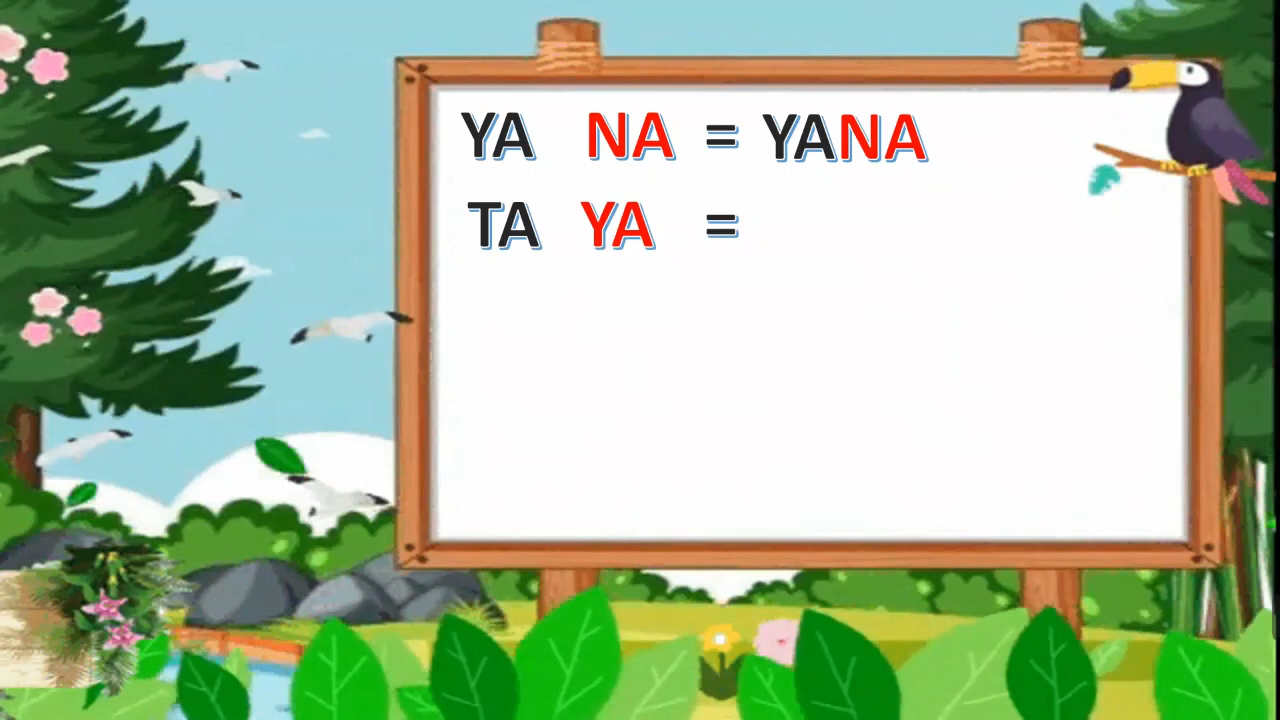 YA NA = YANA
TA YA =